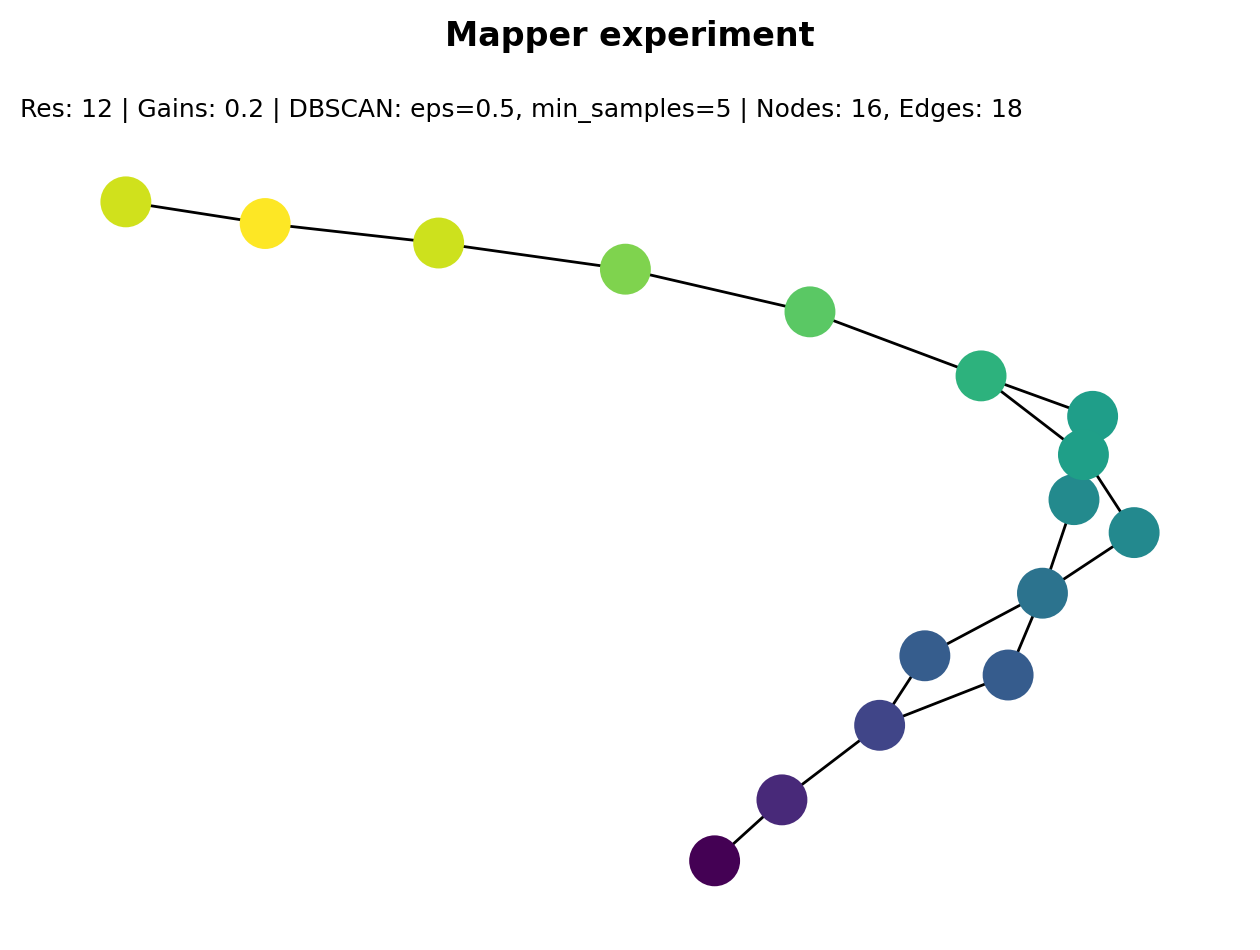 Mapper experiment
Res: 12 | Gains: 0.2 | DBSCAN: eps=0.5, min_samples=5 | Nodes: 16, Edges: 18